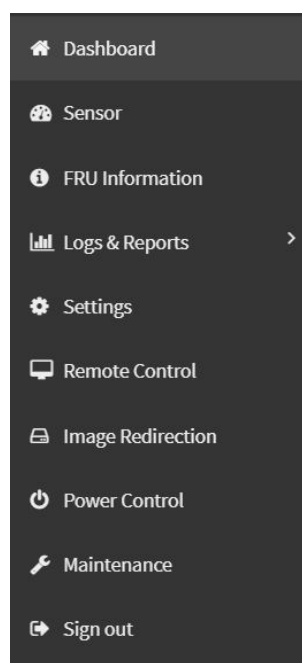 Dashboard
Sensor
FRU Information
Logs & Reports
Settings
Remote Control
Image Redirection
Power Control
Maintenance
Sign out